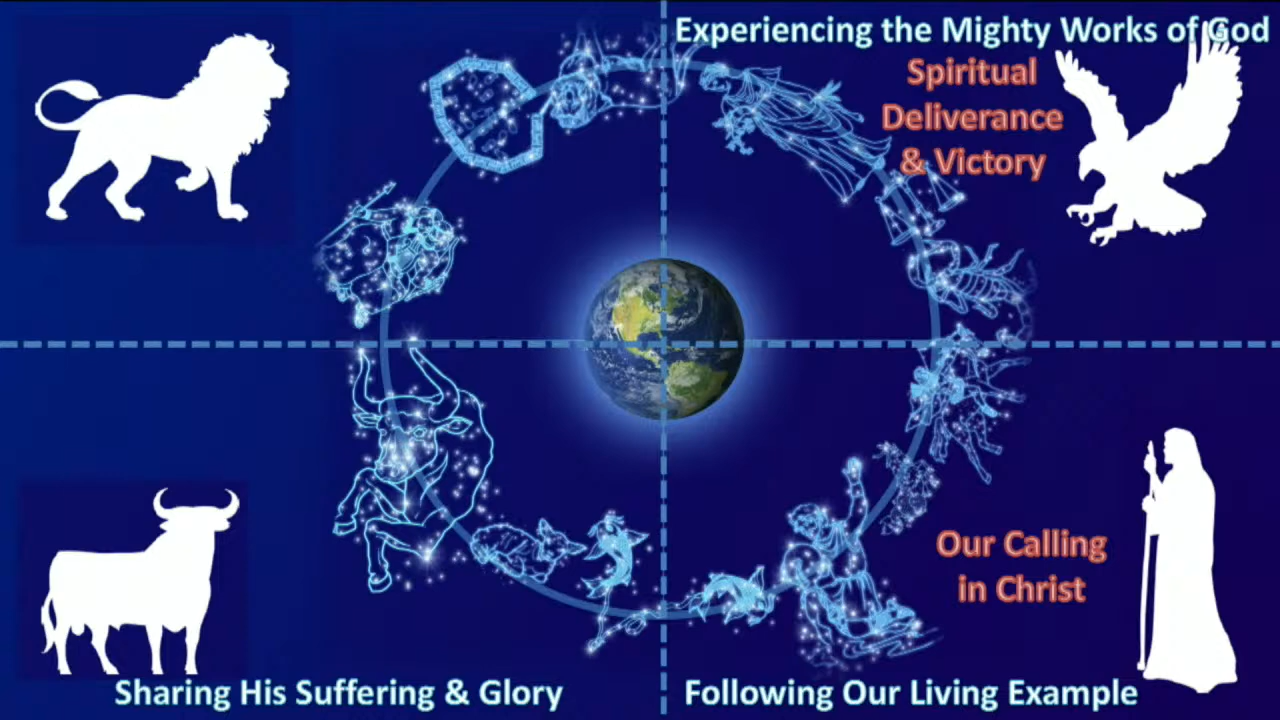 Experiencing the Mighty Works of God
Spiritual
Deliverance
& Victory
Our Calling
in Christ
Sharing His Suffering & Glory
Following Our Living Example